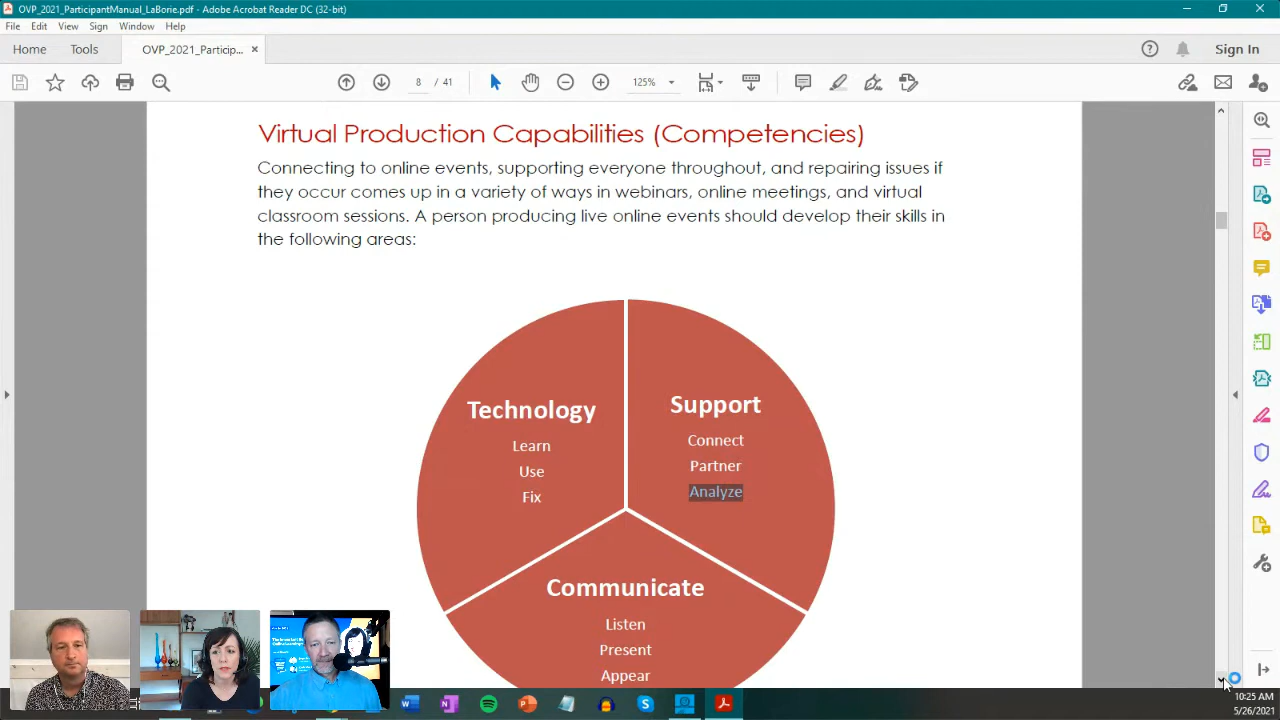 OVP_2021_ParticipantManual_LaBorie.pdf - Adobe Acrobat Reader DC (32-bit)
File Edit View Sign Window Help
Home Tools OVP_2021_Particip... × Sign In
8 / 41 125%
Virtual Production Capabilities (Competencies)
Connecting to online events, supporting everyone throughout, and repairing issues if
they occur comes up in a variety of ways in webinars, online meetings, and virtual
classroom sessions. A person producing live online events should develop their skills in
the following areas:
Technology
Learn
Use
Fix
Support
Connect
Partner
Analyze
Communicate
Listen
Present
Appear
10:25 AM
5/26/2021